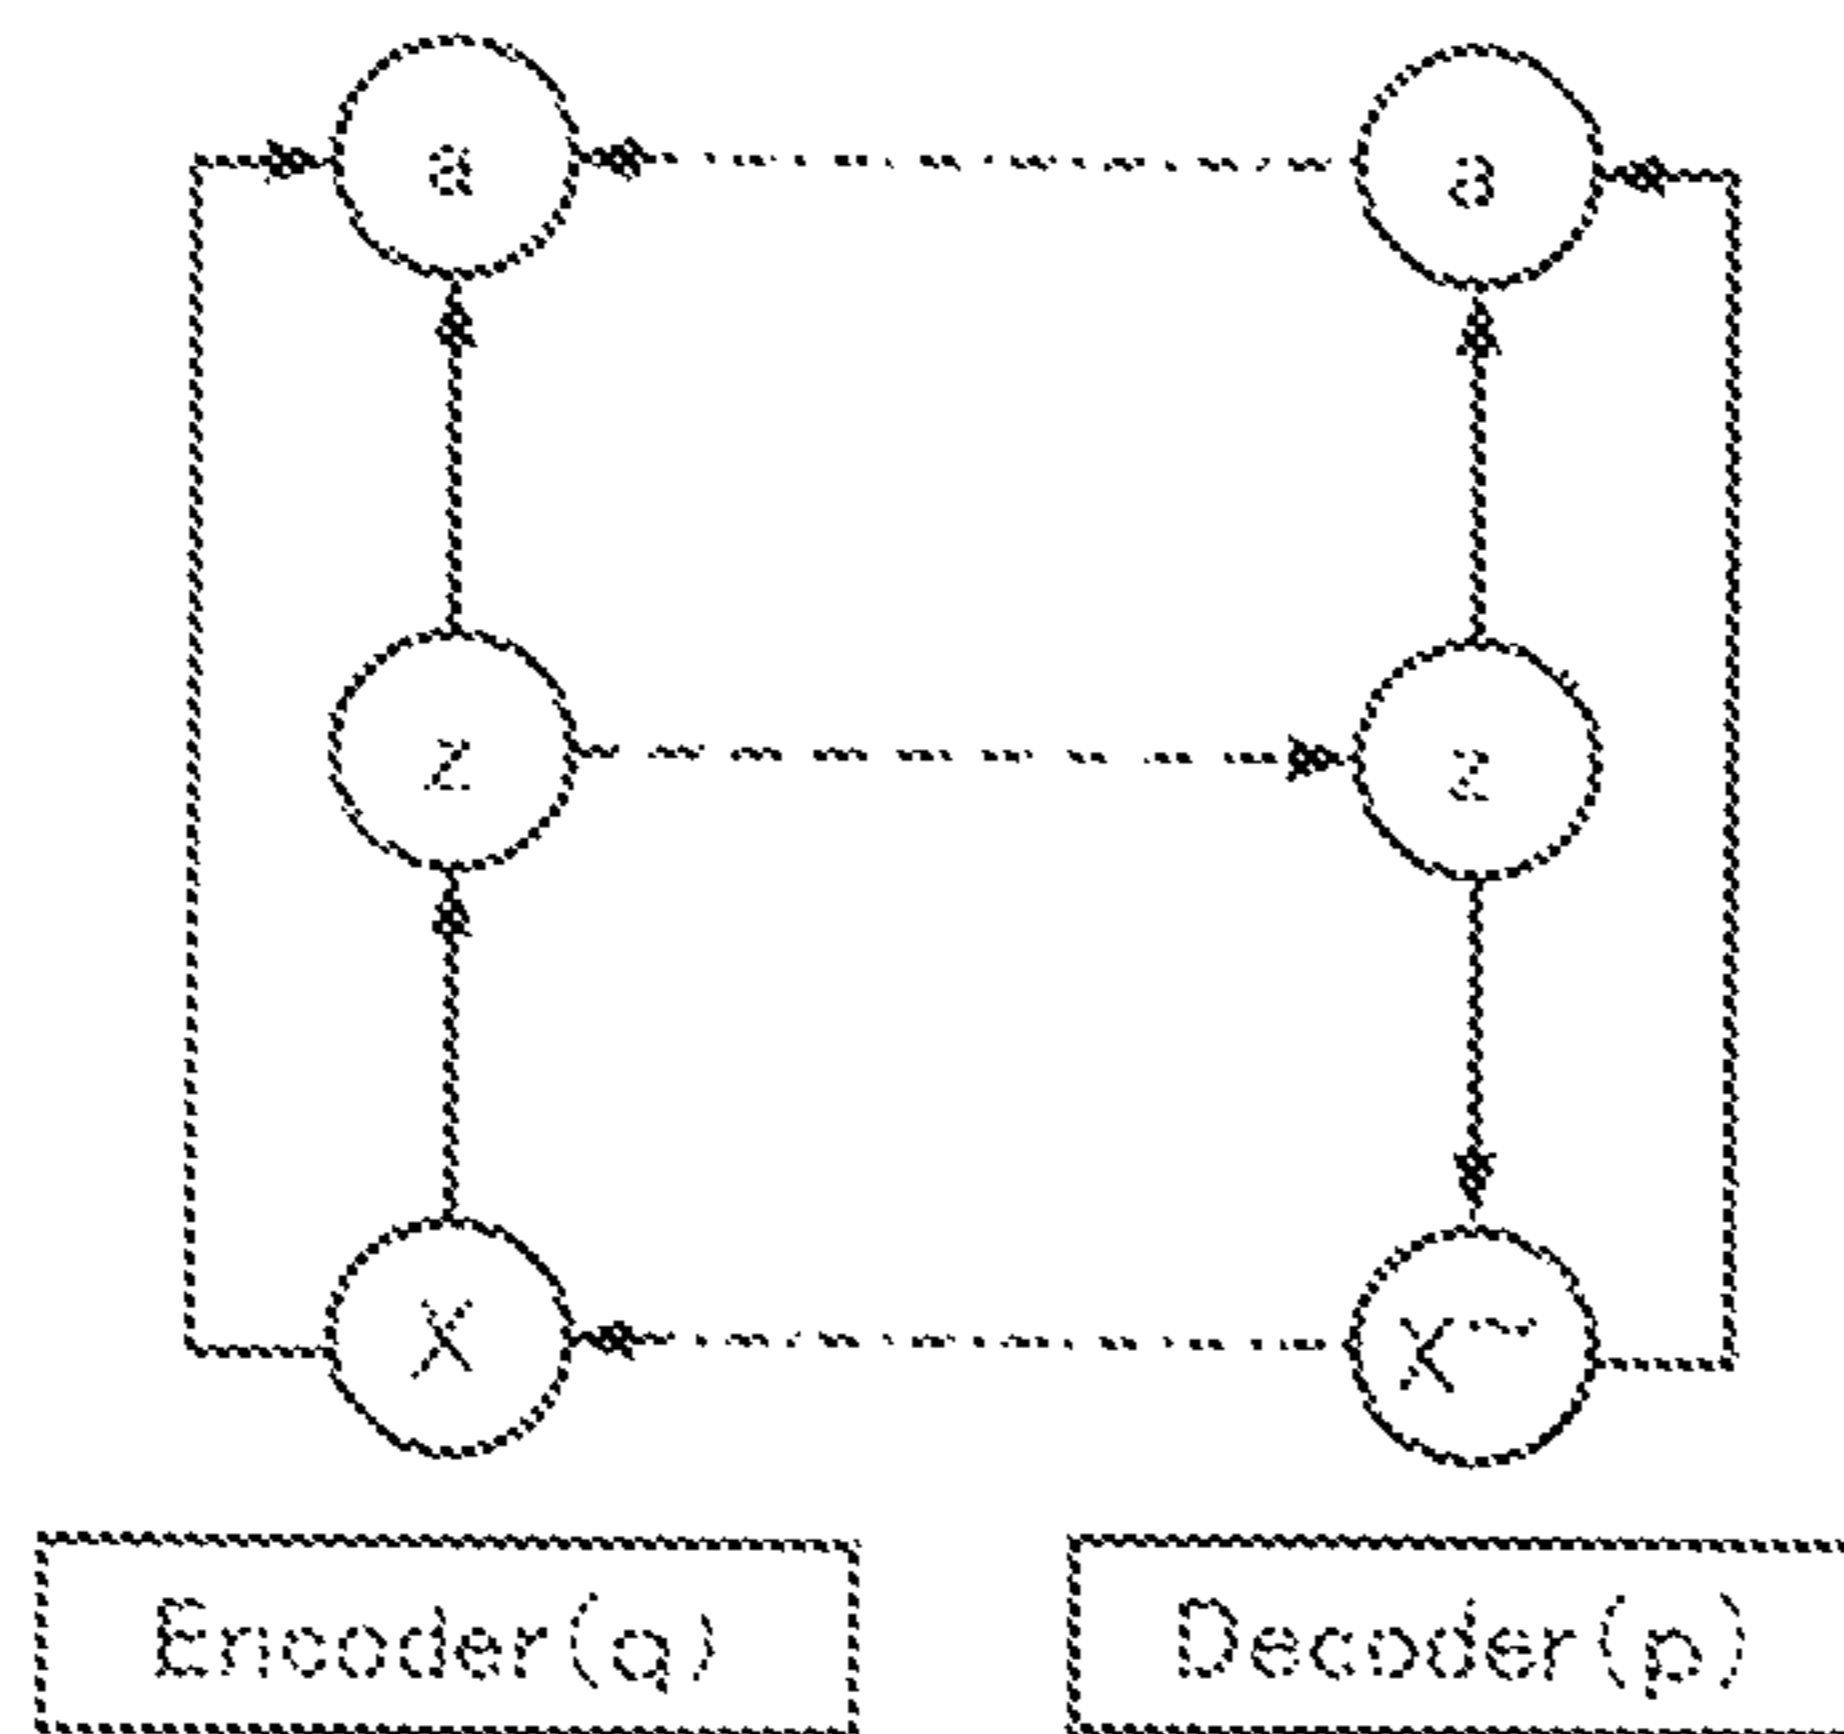 a a
z z
X X~
Encoder(q) Decoder(p)